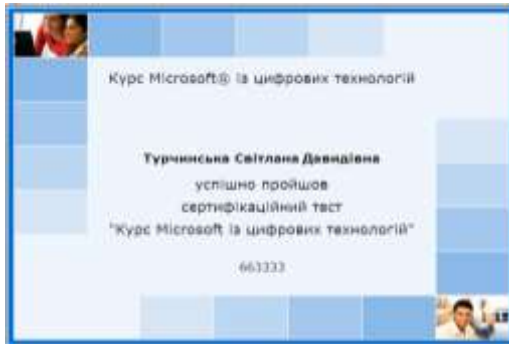 Курс Microsoft® із цифрових технологій
Турчинська Світлана Давидівна
успішно пройшов
сертифікаційний тест
"Курс Microsoft із цифрових технологій"
663333